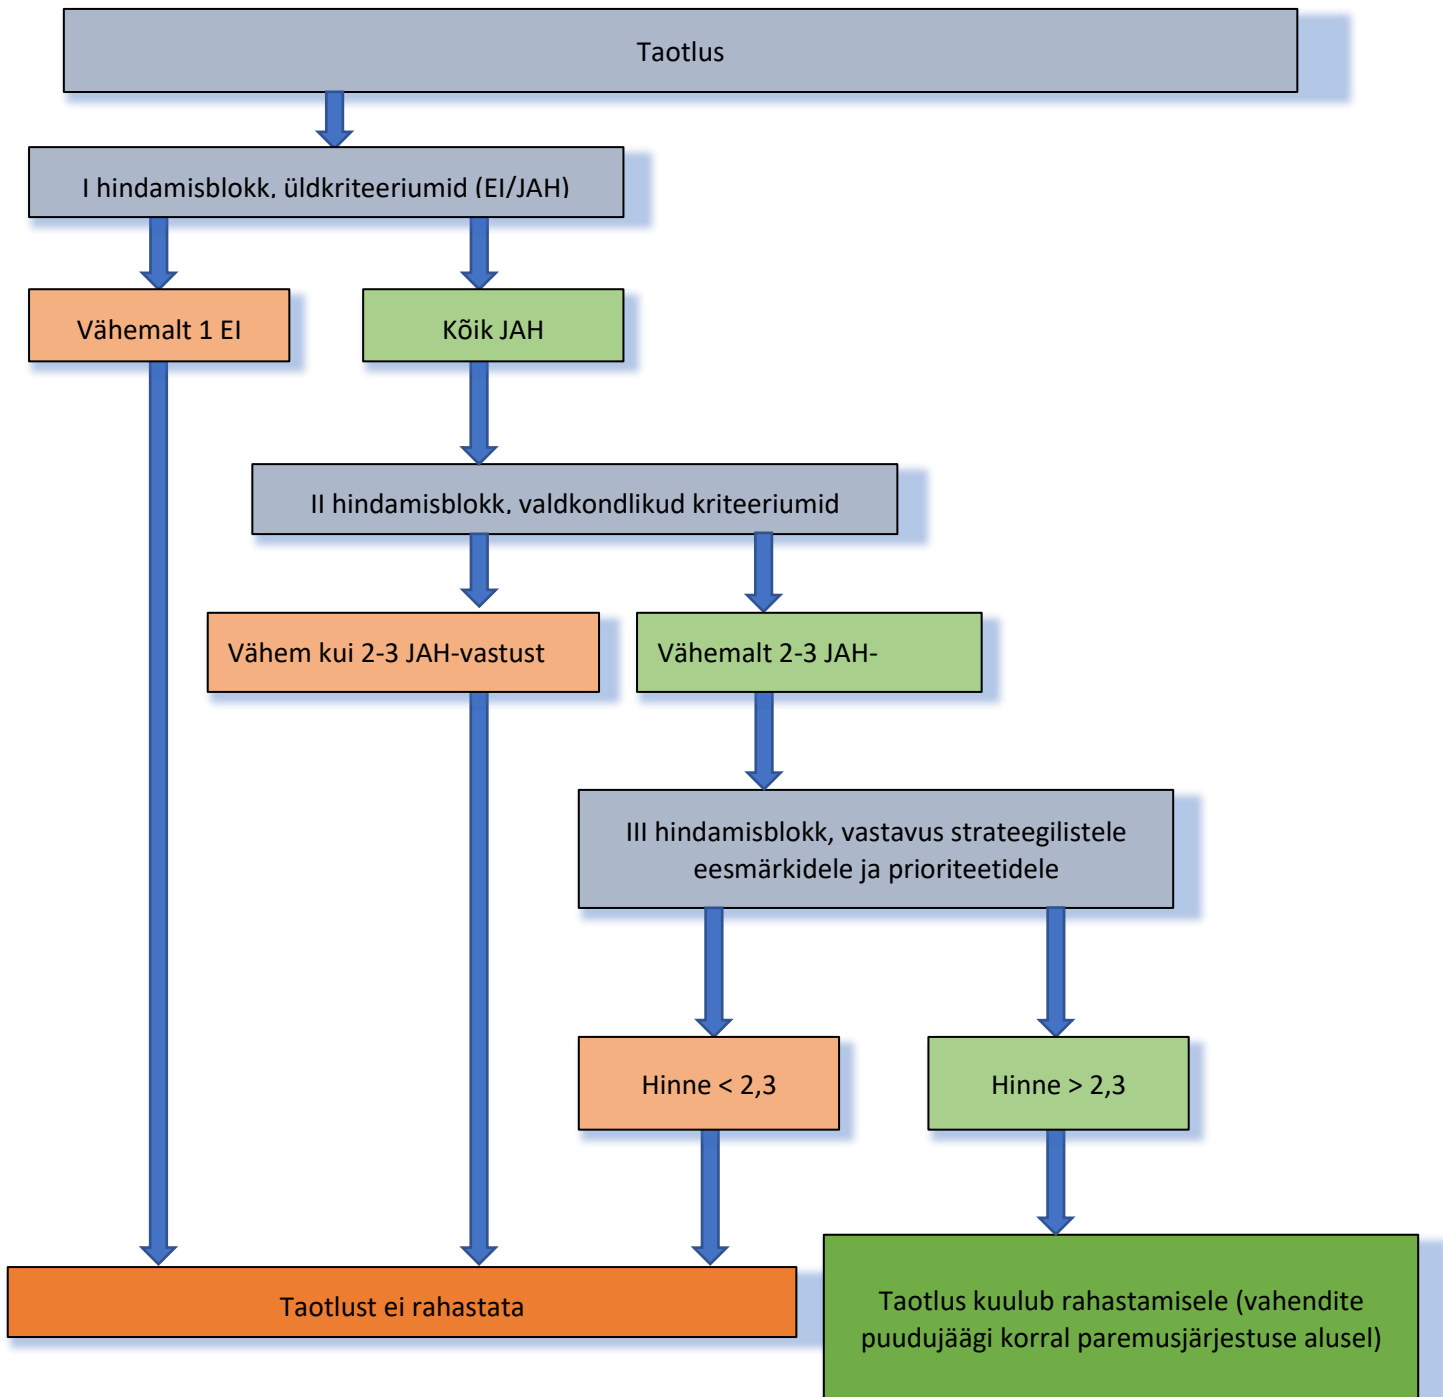 Taotlus
I hindamisblokk, üldkriteeriumid (EI/JAH)
Vähemalt 1 EI
Kõik JAH
II hindamisblokk, valdkondlikud kriteeriumid
Vähem kui 2-3 JAH-vastust
Vähemalt 2-3 JAH-
III hindamisblokk, vastavus strateegilistele
eesmärkidele ja prioriteetidele
Hinne < 2,3
Hinne > 2,3
Taotlust ei rahastata
Taotlus kuulub rahastamisele (vahendite
puudujäägi korral paremusjärjestuse alusel)